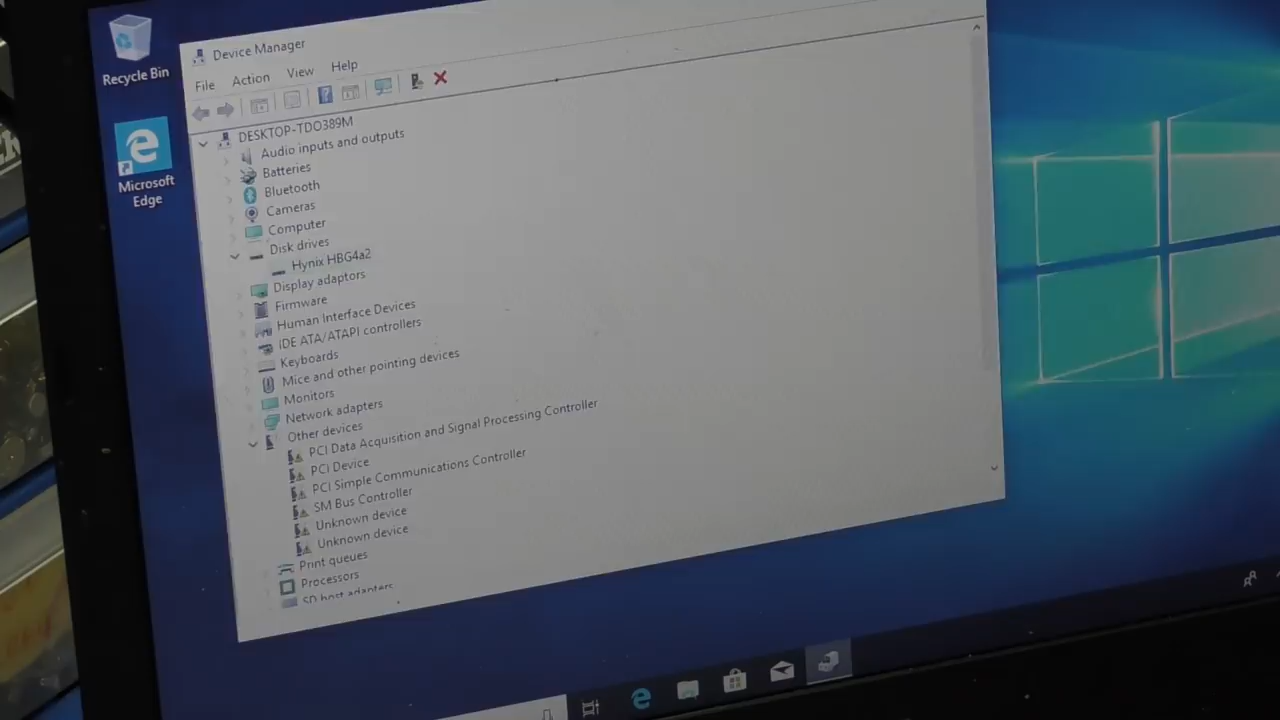 Recycle Bin
Microsoft
Edge
Device Manager
File Action View Help
DESKTOP-TDO389M
Audio inputs and outputs
Batteries
Bluetooth
Cameras
Computer
Disk drives
Hynix HBG4a2
Display adaptors
Firmware
Human Interface Devices
IDE ATA/ATAPI controllers
Keyboards
Mice and other pointing devices
Monitors
Network adapters
Other devices
PCI Data Acquisition and Signal Processing Controller
PCI Device
PCI Simple Communications Controller
SM Bus Controller
Unknown device
Unknown device
Print queues
Processors
SD host adapters